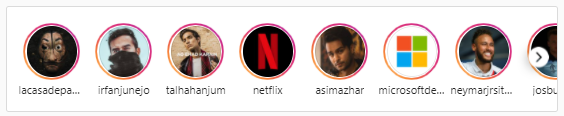 lacasadepa...
irfanjunejo
talhahanjum
netflix
asimazhar
microsoftde...
neymarjrsit...
josbu